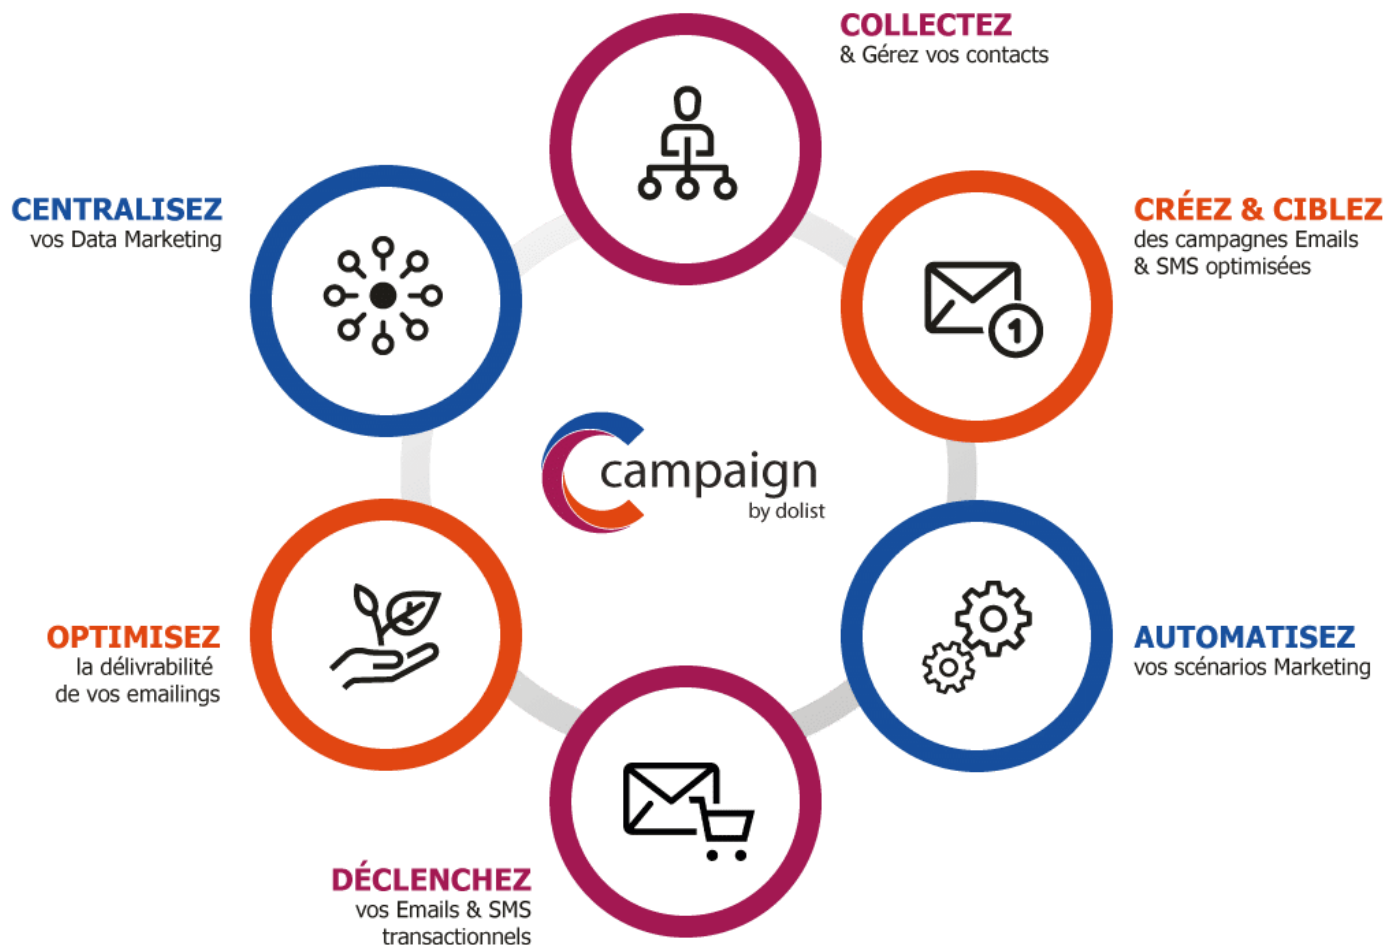 COLLECTEZ
& Gérez vos contacts
CRÉEZ & CIBLEZ
des campagnes Emails
& SMS optimisées
1
AUTOMATISEZ
vos scénarios Marketing
DÉCLENCHEZ
vos Emails & SMS
transactionnels
OPTIMISEZ
la délivrabilité
de vos emailings
CENTRALISEZ
vos Data Marketing
campaign
by dolist